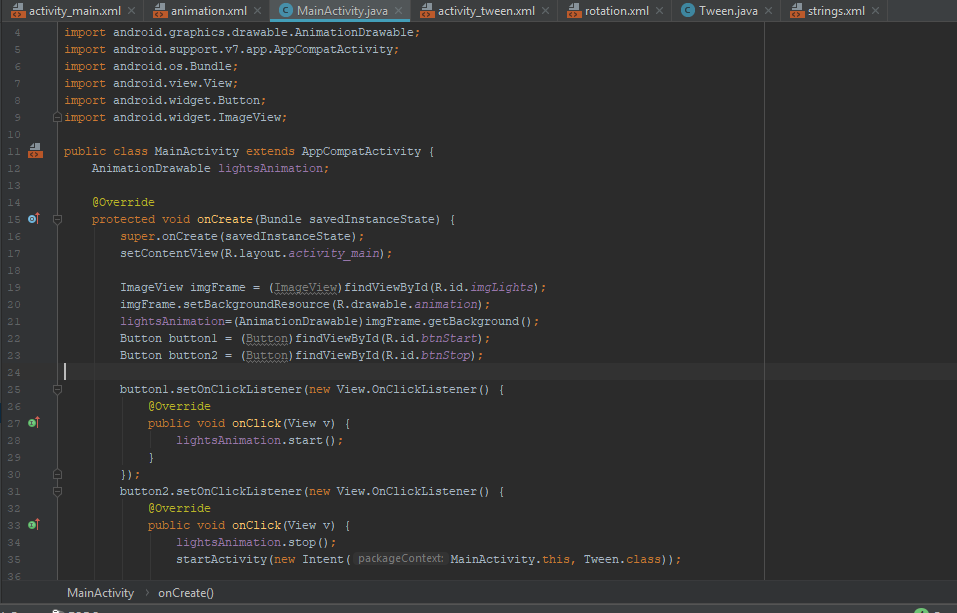 activity_main.xml animation.xml MainActivity.java activity_tween.xml rotation.xml Tween.java strings.xml
4 import android.graphics.drawable.AnimationDrawable;
5 import android.support.v7.app.AppCompatActivity;
6 import android.os.Bundle;
7 import android.view.View;
8 import android.widget.Button;
9 import android.widget.ImageView;
10
11 public class MainActivity extends AppCompatActivity {
12 AnimationDrawable lightsAnimation;
13
14 @Override
15 protected void onCreate(Bundle savedInstanceState) {
16 super.onCreate(savedInstanceState);
17 setContentView(R.layout.activity_main);
18
19 ImageView imgFrame = (ImageView)findViewById(R.id.imgLights);
20 imgFrame.setBackgroundResource(R.drawable.animation);
21 lightsAnimation=(AnimationDrawable)imgFrame.getBackground();
22 Button button1 = (Button)findViewById(R.id.btnStart);
23 Button button2 = (Button)findViewById(R.id.btnStop);
24
25 button1.setOnClickListener(new View.OnClickListener() {
26 @Override
27 public void onClick(View v) {
28 lightsAnimation.start();
29 }
30 });
31 button2.setOnClickListener(new View.OnClickListener() {
32 @Override
33 public void onClick(View v) {
34 lightsAnimation.stop();
35 startActivity(new Intent( packageContext: MainActivity.this, Tween.class));
36
MainActivity onCreate()